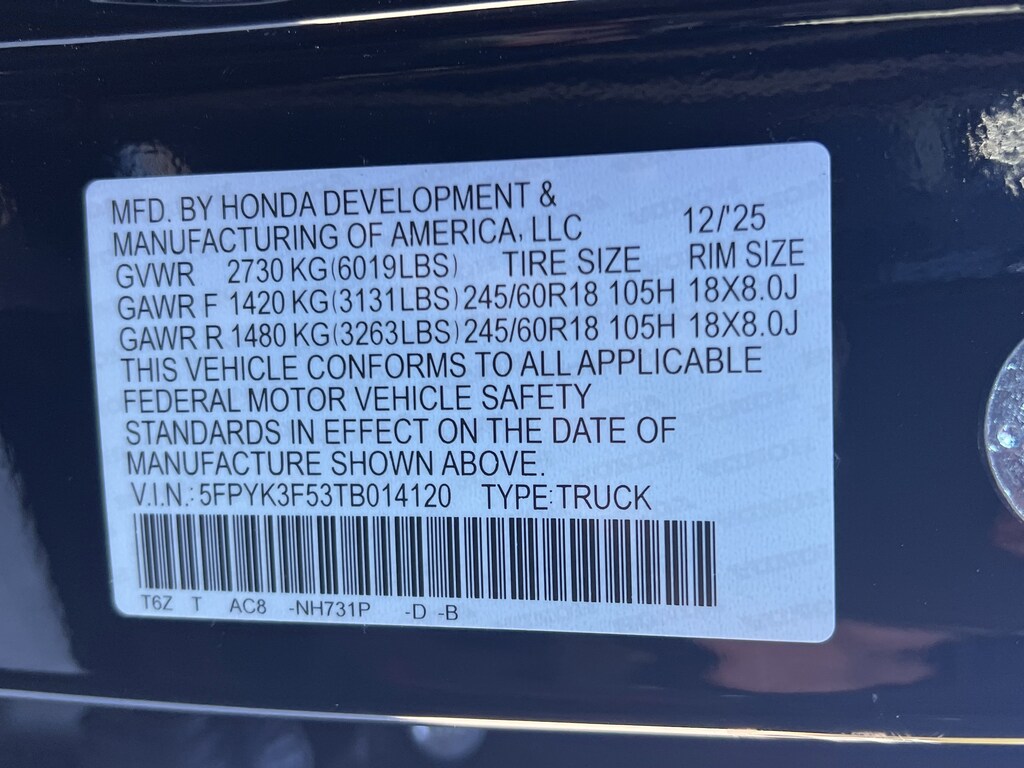 MFD. BY HONDA DEVELOPMENT &
MANUFACTURING OF AMERICA, LLC 12/'25
GVWR 2730 KG(6019LBS) TIRE SIZE RIM SIZE
GAWR F 1420 KG(3131LBS) 245/60R18 105H 18X8.0J
GAWR R 1480 KG(3263LBS) 245/60R18 105H 18X8.0J
THIS VEHICLE CONFORMS TO ALL APPLICABLE
FEDERAL MOTOR VEHICLE SAFETY
STANDARDS IN EFFECT ON THE DATE OF
MANUFACTURE SHOWN ABOVE.
V.I.N.: 5FPYK3F53TB014120 TYPE:TRUCK
T6Z T AC8 -NH731P -D -B